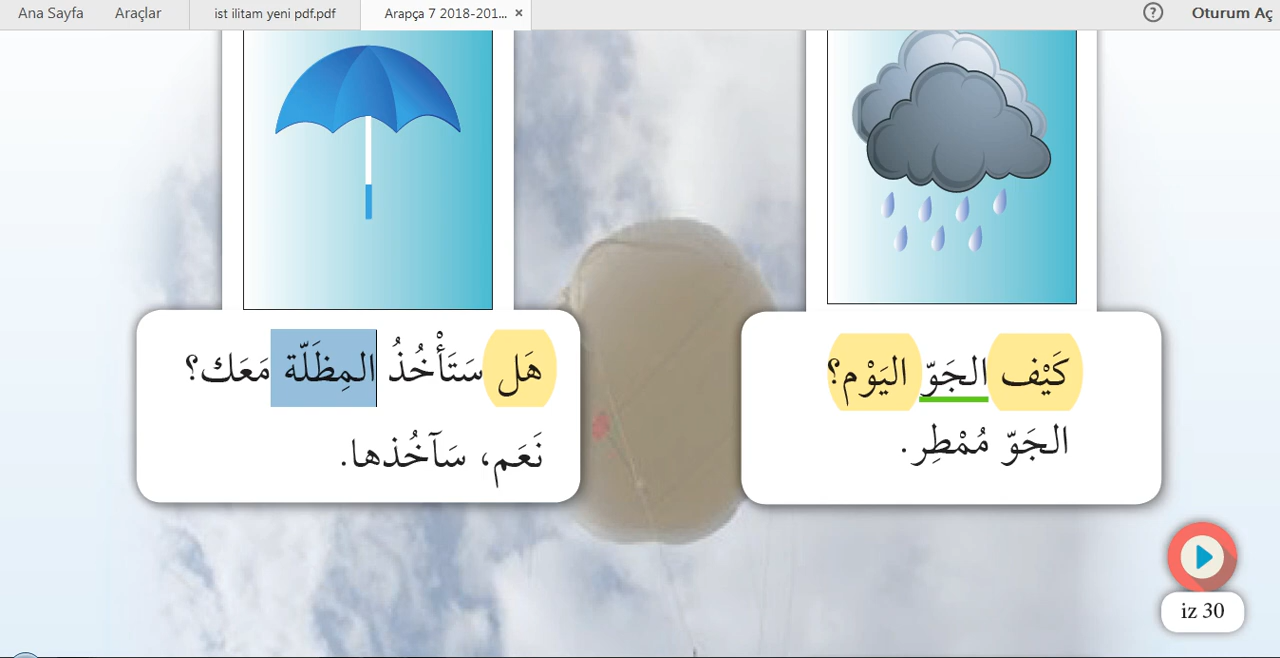 Ana Sayfa
Araçlar
ist ilitam yeni pdf.pdf
Arapça 7 2018-201... ×
?
Oturum Aç
كَيْف الجَوّ اليَوْم؟
الجَوّ مُمْطِر.
هَل سَتَأْخُذُ المِظَلّة مَعَك؟
نَعَم، سَآخُذها.
iz 30